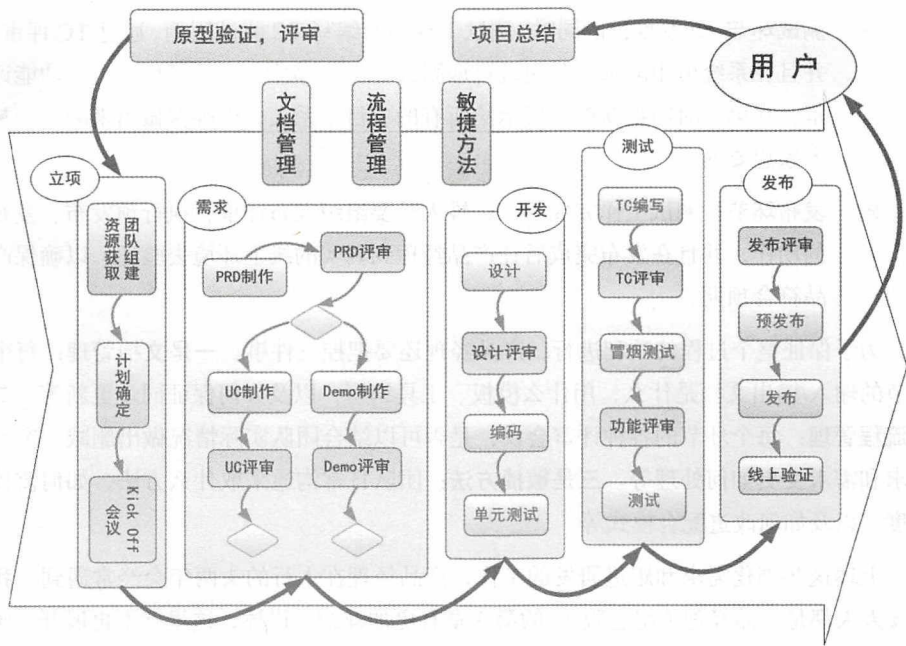 原型验证，评审
项目总结
用户
文档管理
流程管理
敏捷方法
立项
团队组建
资源获取
计划确定
Kick Off
会议
需求
PRD评审
PRD制作
UC制作
Demo制作
UC评审
Demo评审
开发
设计
设计评审
编码
单元测试
测试
TC编写
TC评审
冒烟测试
功能评审
测试
发布
发布评审
预发布
发布
线上验证